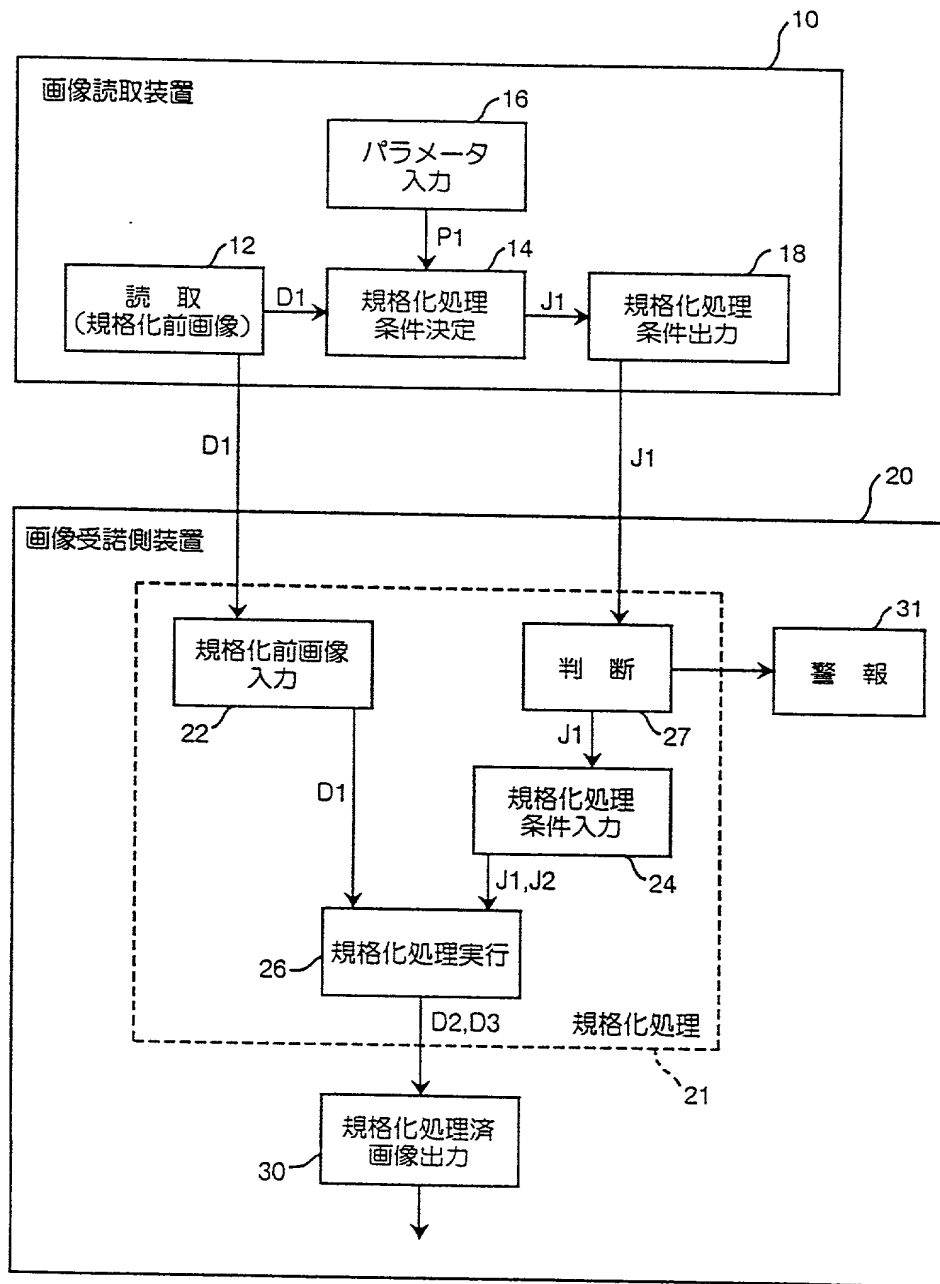 10
画像読取装置
16
パラメータ
入力
P1
12
14
18
読 取
(規格化前画像)
D1
規格化処理
条件決定
J1
規格化処理
条件出力
D1
J1
20
画像受諾側装置
規格化前画像
入力
22
判 断
27
31
警 報
J1
D1
規格化処理
条件入力
24
J1,J2
26
規格化処理実行
D2,D3
規格化処理
21
規格化処理済
画像出力
30